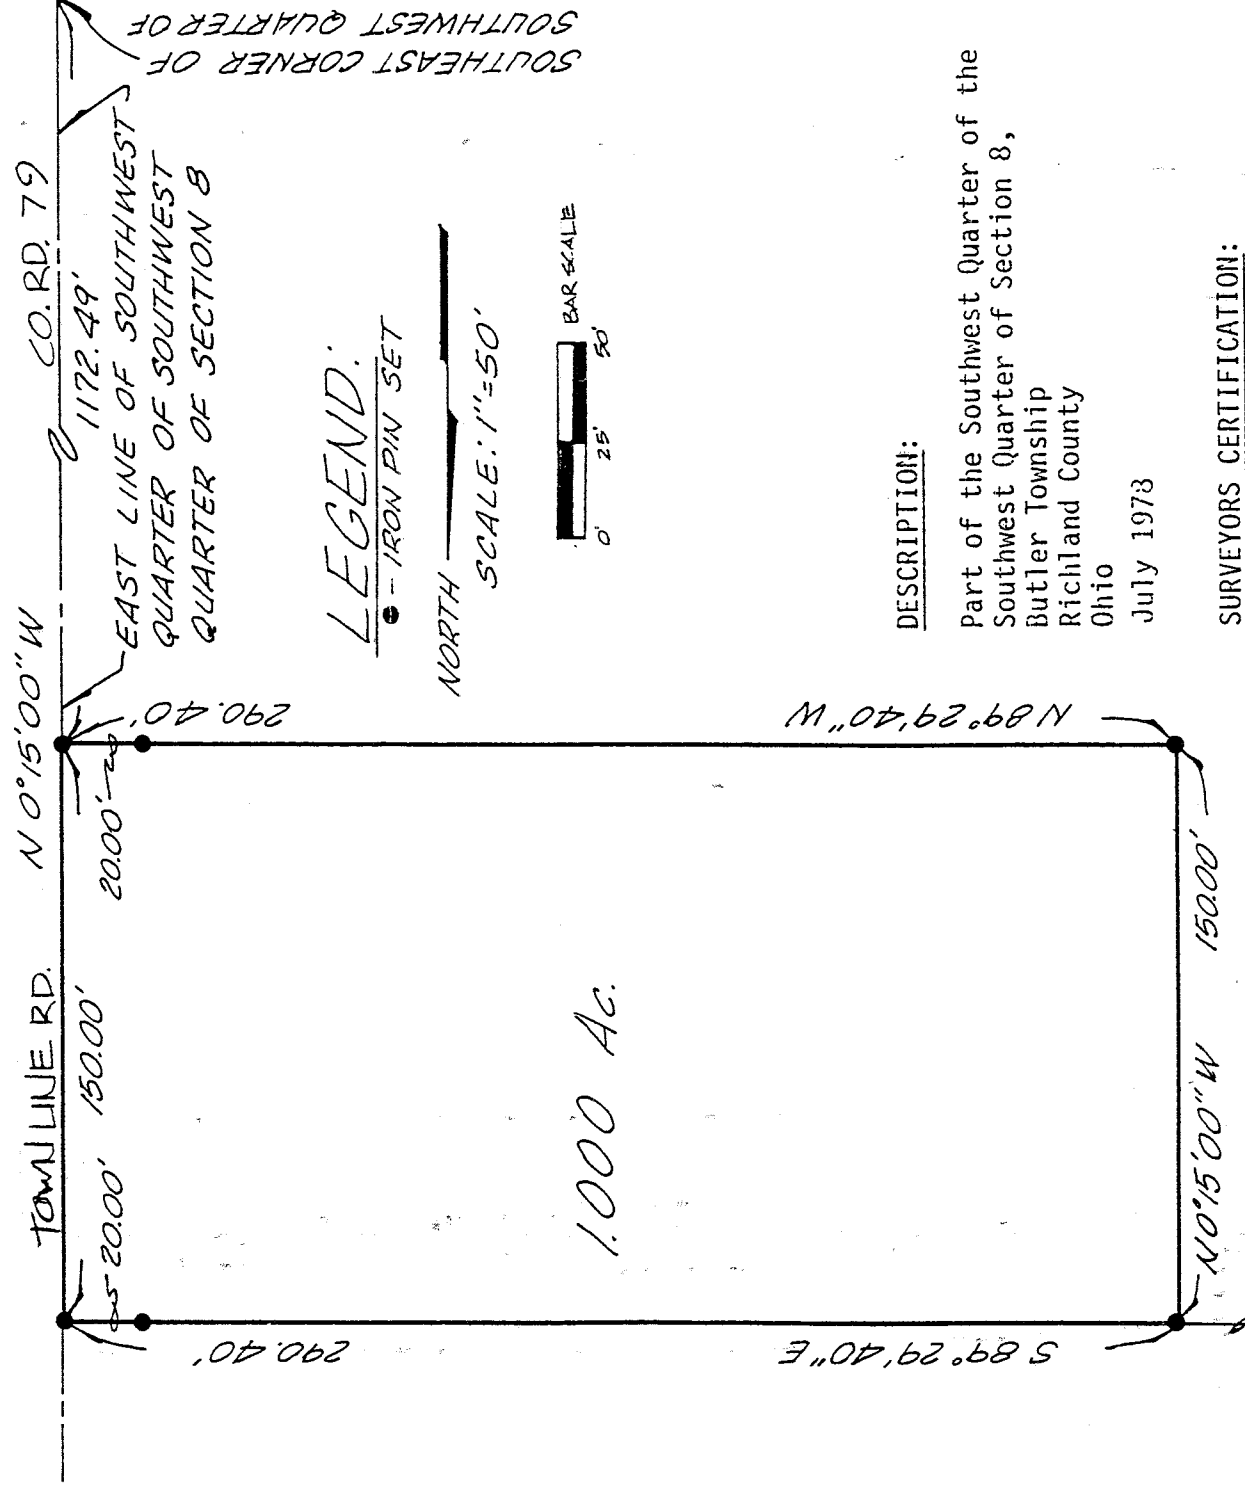 SOUTHEAST CORNER OF
SOUTHWEST QUARTER OF
TOWN LINE RD.
N 0°15'00" W
CO. RD. 79
1172.49'
EAST LINE OF SOUTHWEST
QUARTER OF SOUTHWEST
QUARTER OF SECTION 8
20.00'
150.00'
20.00'
290.40'
290.40'
LEGEND:
- IRON PIN SET
NORTH
SCALE: 1"=50'
BAR SCALE
0' 25' 50'
1.000 Ac.
S 89°29'40" E
N 89°29'40" W
N 0°15'00" W
150.00'
DESCRIPTION:
Part of the Southwest Quarter of the
Southwest Quarter of Section 8,
Butler Township
Richland County
Ohio
July 1978
SURVEYORS CERTIFICATION: